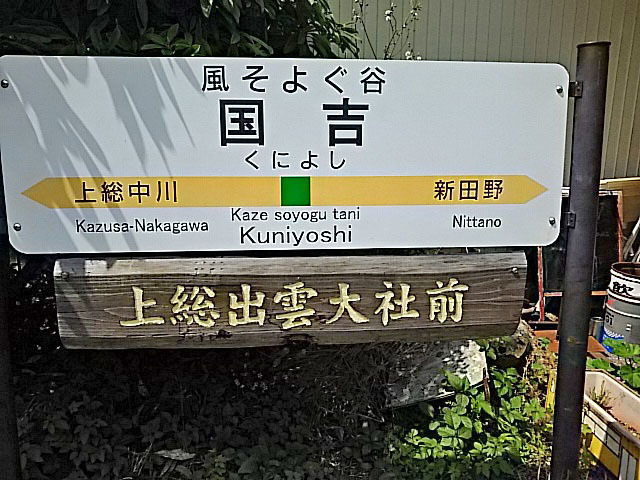 風そよぐ谷
国吉
くによし
上総中川 新田野
Kazusa-Nakagawa Kaze soyogu tani Nittano
Kuniyoshi
上総出雲大社前
飲